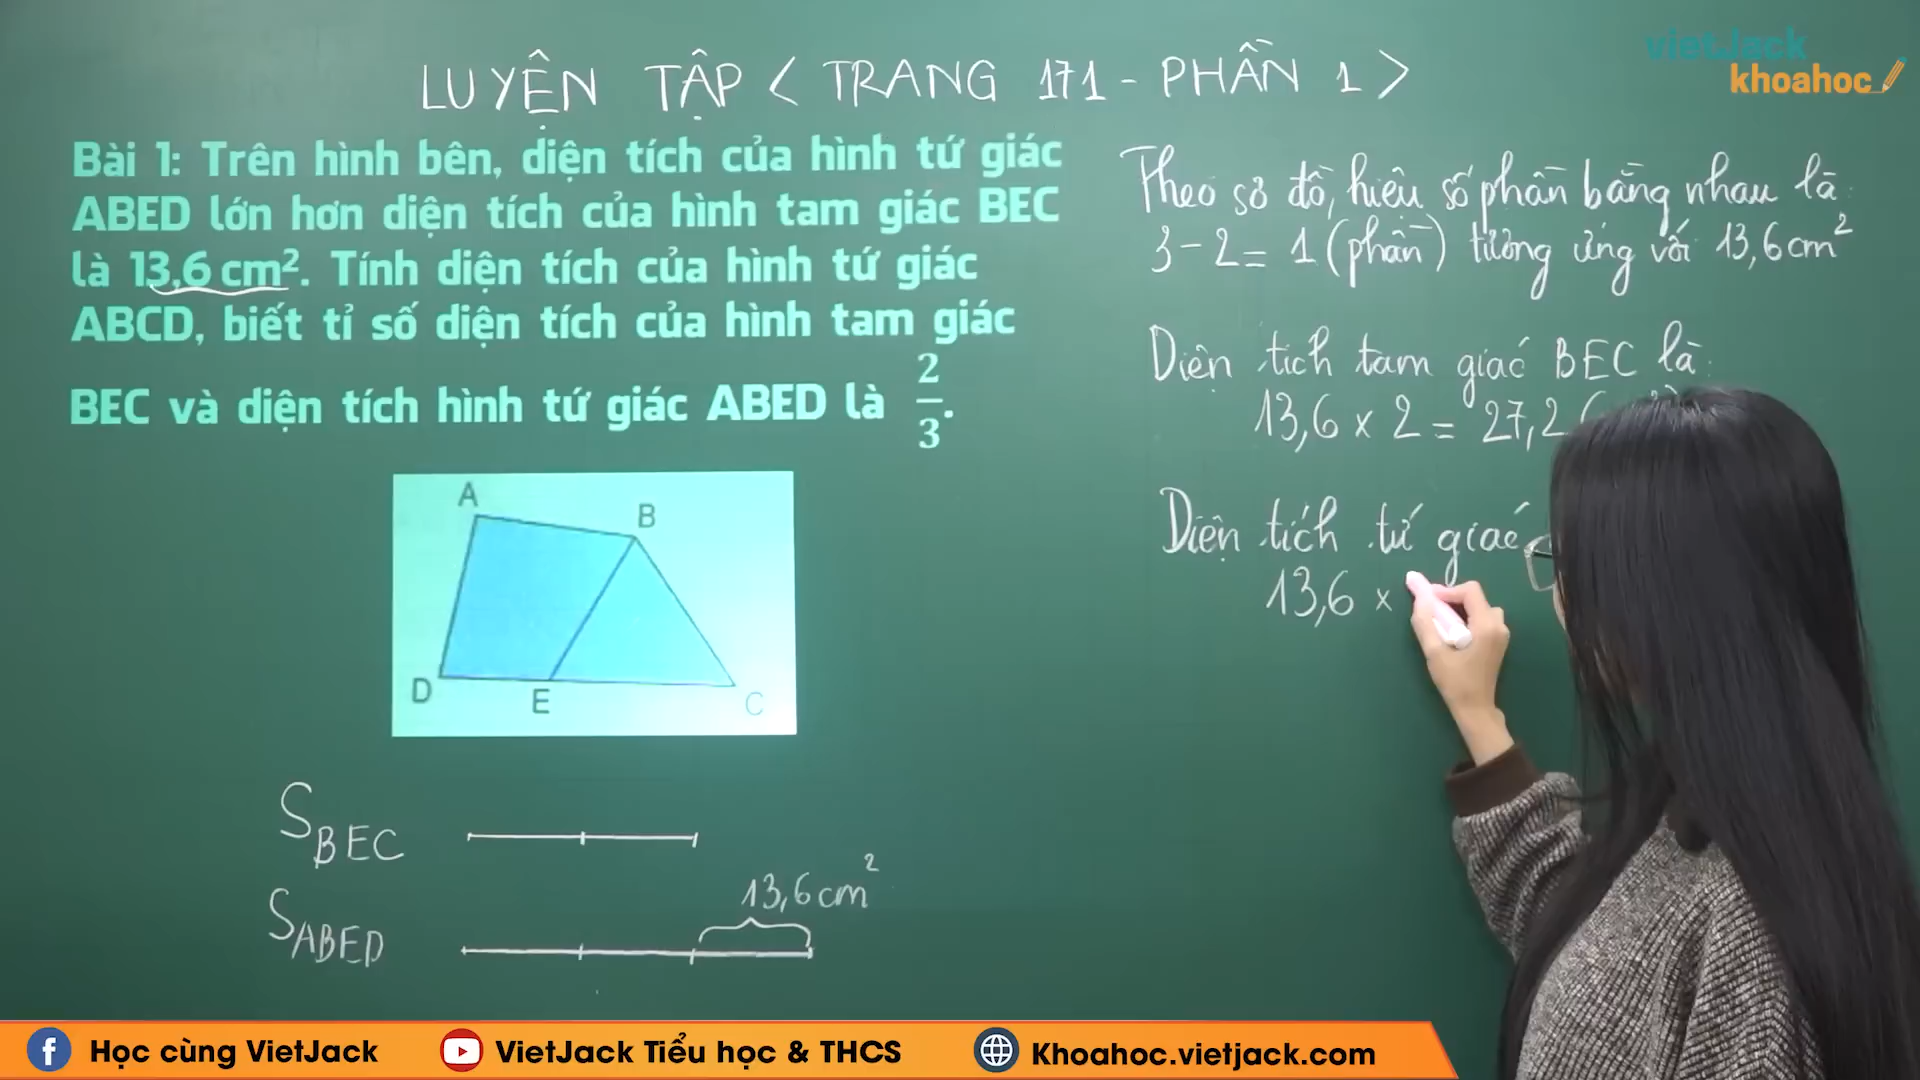 LUYỆN TẬP < TRANG 171 - PHẦN 1 >
vietJack
khoahoc
Bài 1: Trên hình bên, diện tích của hình tứ giác
ABED lớn hơn diện tích của hình tam giác BEC
là 13,6 cm². Tính diện tích của hình tứ giác
ABCD, biết tỉ số diện tích của hình tam giác
BEC và diện tích hình tứ giác ABED là 2/3.
A
B
D
E
C
S BEC
13,6cm²
S ABED
Theo sơ đồ, hiệu số phần bằng nhau là:
3 - 2 = 1 (phần) tương ứng với 13,6cm²
Diện tích tam giác BEC là:
13,6 x 2 = 27,2 (
Diện tích tứ giác
13,6 x
Học cùng VietJack
VietJack Tiểu học & THCS
Khoahoc.vietjack.com